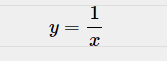 y = 1/x